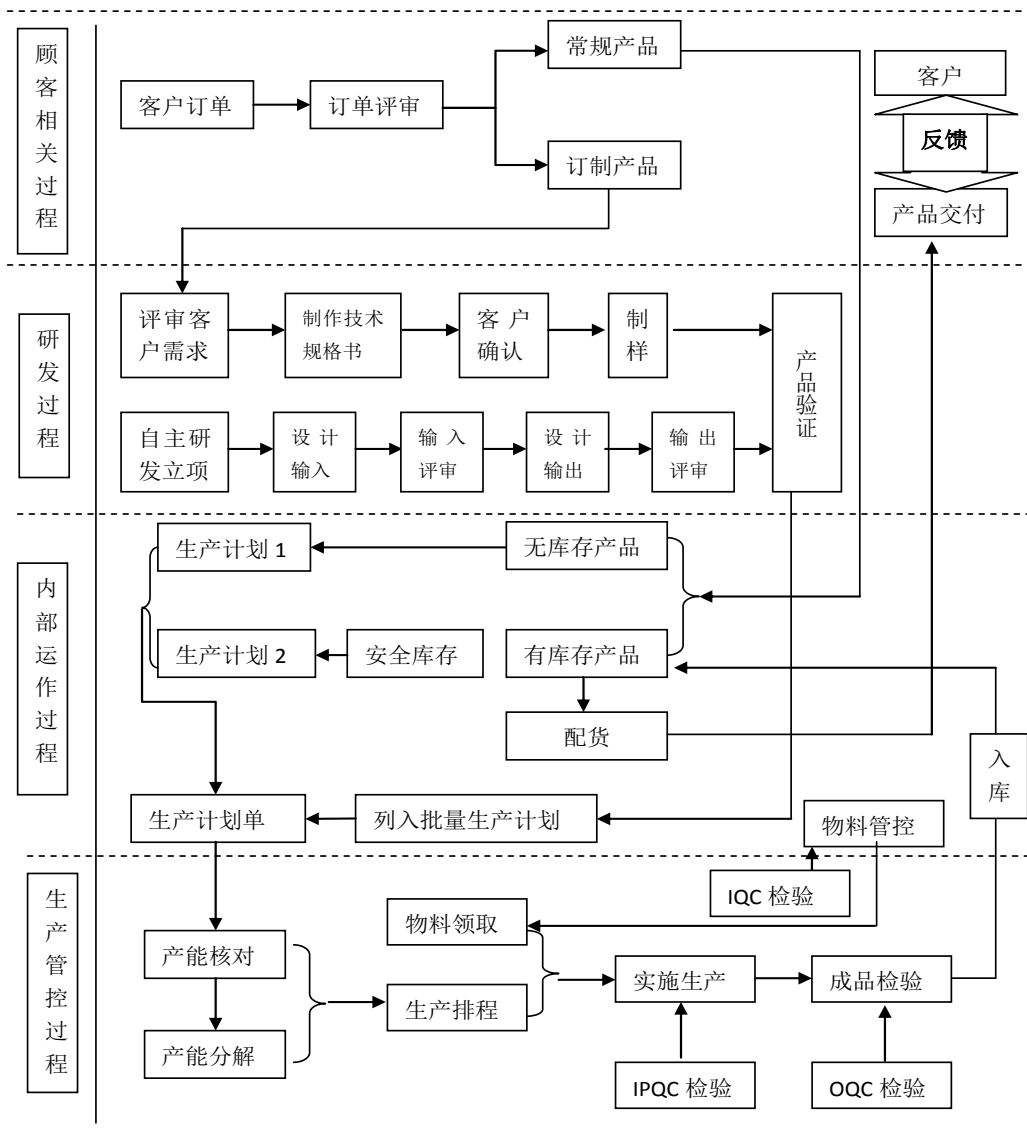 顾客相关过程
常规产品
客户订单
订单评审
订制产品
客户
反馈
产品交付
研发过程
评审客
户需求
制作技术
规格书
客 户
确认
制
样
产品验证
自主研
发立项
设 计
输入
输 入
评审
设 计
输出
输 出
评审
内部运作过程
生产计划 1
无库存产品
生产计划 2
安全库存
有库存产品
配货
入库
生产计划单
列入批量生产计划
物料管控
生产管控过程
IQC 检验
物料领取
产能核对
生产排程
实施生产
成品检验
产能分解
IPQC 检验
OQC 检验